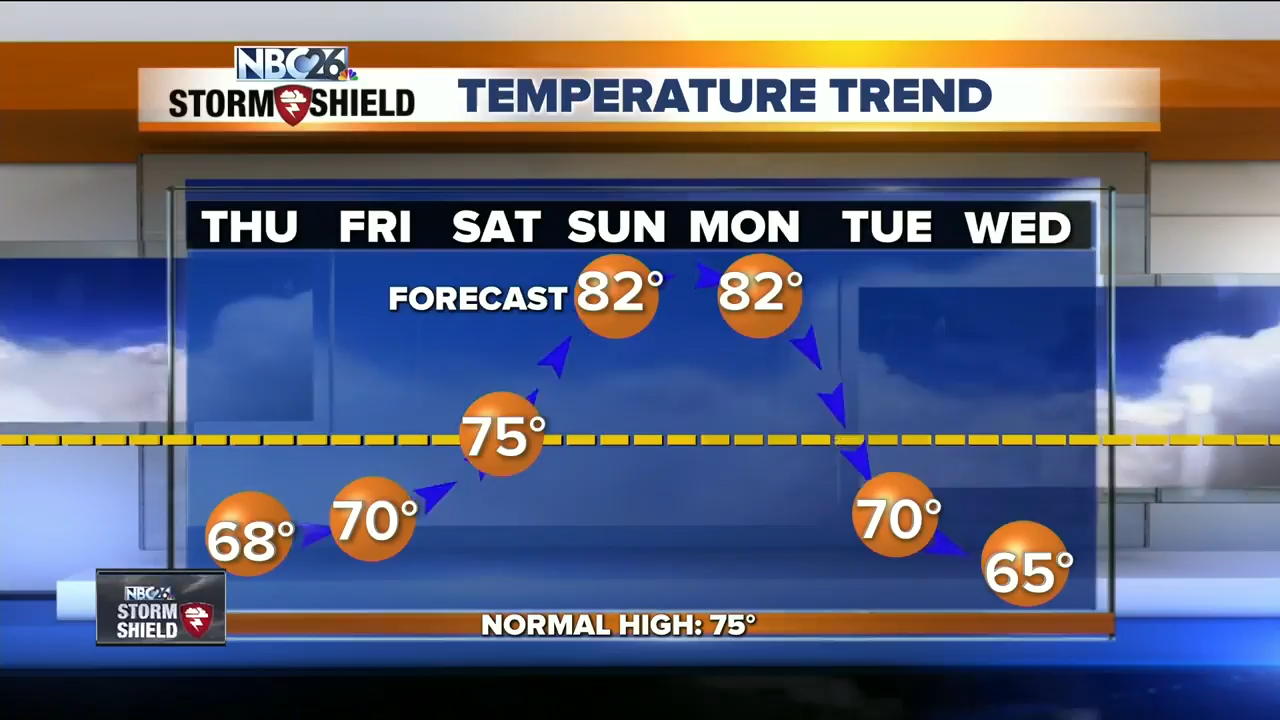 NBC26
STORM SHIELD
TEMPERATURE TREND
THU FRI SAT SUN MON TUE WED
FORECAST 82° 82°
75°
68° 70° 70° 65°
NBC26
STORM
SHIELD
NORMAL HIGH: 75°